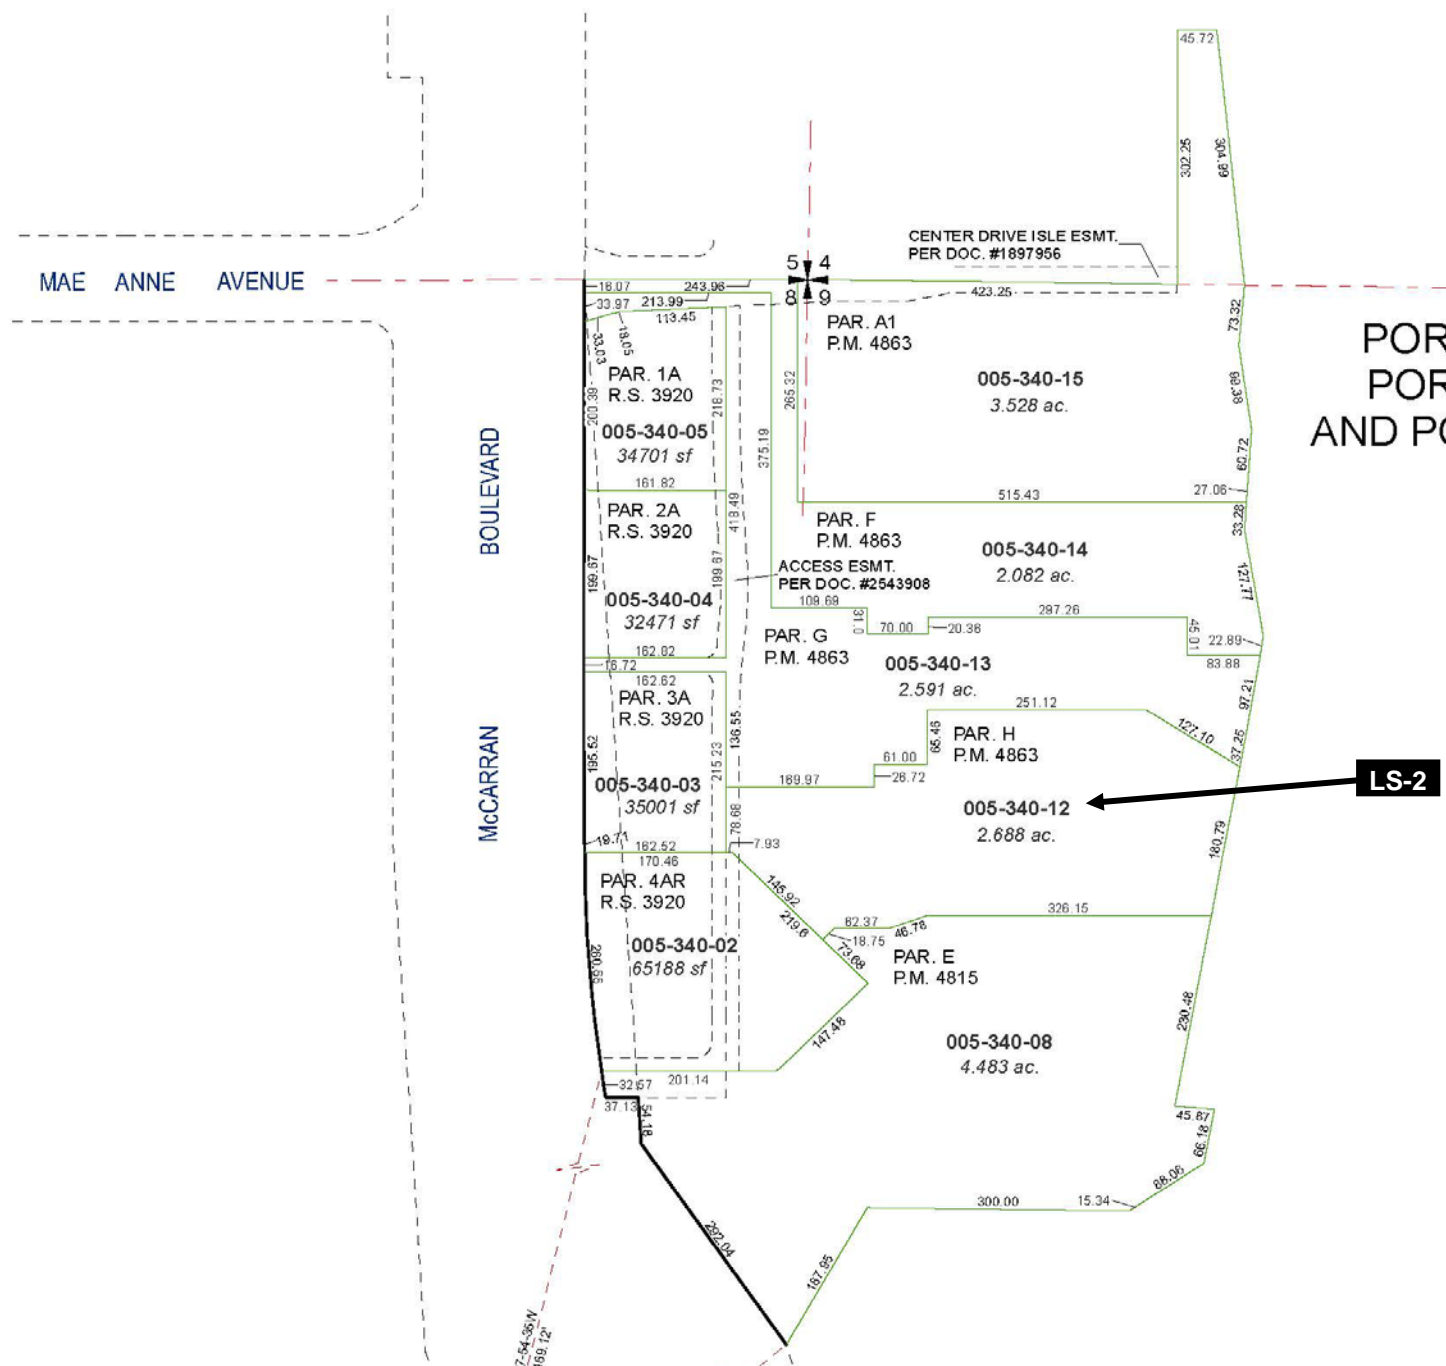 45.72
302.25
304.99
CENTER DRIVE ISLE ESMT.
PER DOC. #1897956
MAE ANNE AVENUE
5 4
8 9
16.07
243.96
33.97
213.99
113.45
423.25
33.03
18.05
PAR. A1
P.M. 4863
73.32
POR
POR
AND PO
PAR. 1A
R.S. 3920
200.39
218.73
265.32
375.19
005-340-15
3.528 ac.
98.38
005-340-05
34701 sf
60.72
161.82
515.43
27.06
BOULEVARD
PAR. 2A
R.S. 3920
418.49
PAR. F
P.M. 4863
33.28
005-340-14
2.082 ac.
ACCESS ESMT.
PER DOC. #2543908
199.67
199.67
127.77
005-340-04
32471 sf
109.69
31.0
70.00
20.36
297.26
45.01
22.89
83.88
PAR. G
P.M. 4863
162.82
16.72
162.62
005-340-13
2.591 ac.
PAR. 3A
R.S. 3920
97.21
251.12
127.10
37.25
136.55
65.46
PAR. H
P.M. 4863
McCARRAN
195.52
215.23
61.00
26.72
169.97
LS-2
005-340-03
35001 sf
005-340-12
2.688 ac.
78.68
180.79
19.71
162.52
170.46
7.93
PAR. 4AR
R.S. 3920
145.92
219.6
62.37
46.78
326.15
18.75
73.68
005-340-02
65188 sf
PAR. E
P.M. 4815
147.48
230.48
005-340-08
4.483 ac.
32.57
201.14
37.13
54.18
45.87
66.18
88.06
300.00
15.34
292.04
187.95
7-54-36W
169.12'